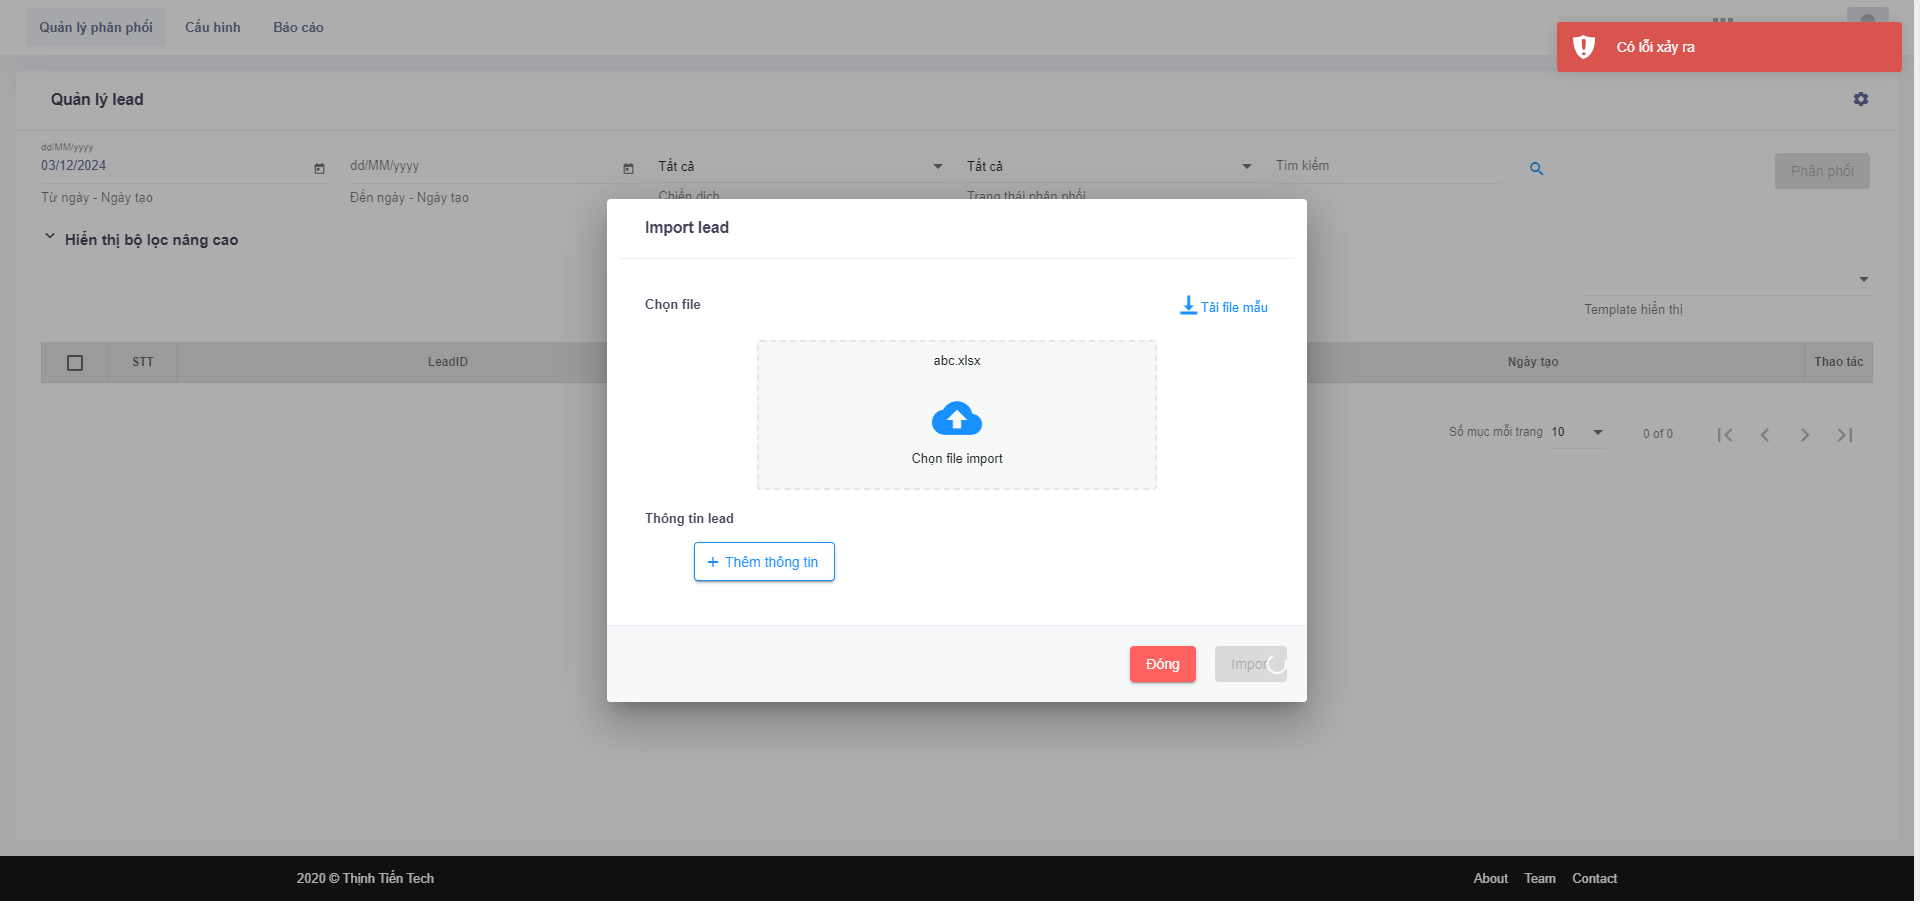 Quản lý phân phối Cấu hình Báo cáo
Có lỗi xảy ra
Quản lý lead
dd/MM/yyyy
03/12/2024 dd/MM/yyyy Tất cả Tất cả Tìm kiếm Phân phối
Từ ngày - Ngày tạo Đến ngày - Ngày tạo Chiến dịch Trạng thái phân phối
Hiển thị bộ lọc nâng cao
Template hiển thị
STT LeadID Ngày tạo Thao tác
Số mục mỗi trang 10 0 of 0
Import lead
Chọn file Tải file mẫu
abc.xlsx
Chọn file import
Thông tin lead
+ Thêm thông tin
Đóng Import
2020 © Thịnh Tiến Tech About Team Contact